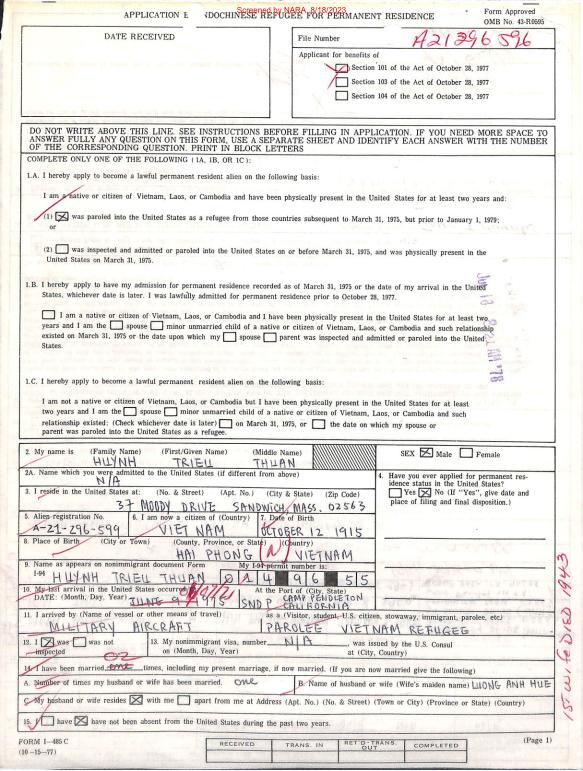 Screened by NARA, 8/18/2023
APPLICATION B NDOCHINESE REFUGEE FOR PERMANENT RESIDENCE
Form Approved
OMB No. 43-R0595
DATE RECEIVED
File Number A21 296 596
Applicant for benefits of
Section 101 of the Act of October 28, 1977
Section 103 of the Act of October 28, 1977
Section 104 of the Act of October 28, 1977
DO NOT WRITE ABOVE THIS LINE. SEE INSTRUCTIONS BEFORE FILLING IN APPLICATION. IF YOU NEED MORE SPACE TO
ANSWER FULLY ANY QUESTION ON THIS FORM, USE A SEPARATE SHEET AND IDENTIFY EACH ANSWER WITH THE NUMBER
OF THE CORRESPONDING QUESTION. PRINT IN BLOCK LETTERS
COMPLETE ONLY ONE OF THE FOLLOWING (1A, 1B, OR 1C):
1.A. I hereby apply to become a lawful permanent resident alien on the following basis:
I am a native or citizen of Vietnam, Laos, or Cambodia and have been physically present in the United States for at least two years and:
(1) X was paroled into the United States as a refugee from those countries subsequent to March 31, 1975, but prior to January 1, 1979;
or
(2) was inspected and admitted or paroled into the United States on or before March 31, 1975, and was physically present in the
United States on March 31, 1975.
1.B. I hereby apply to have my admission for permanent residence recorded as of March 31, 1975 or the date of my arrival in the United
States, whichever date is later. I was lawfully admitted for permanent residence prior to October 28, 1977.
I am a native or citizen of Vietnam, Laos, or Cambodia and I have been physically present in the United States for at least two
years and I am the spouse minor unmarried child of a native or citizen of Vietnam, Laos, or Cambodia and such relationship
existed on March 31, 1975 or the date upon which my spouse parent was inspected or admitted or paroled into the United
States.
1.C. I hereby apply to become a lawful permanent resident alien on the following basis:
I am not a native or citizen of Vietnam, Laos, or Cambodia but I have been physically present in the United States for at least
two years and I am the spouse minor unmarried child of a native or citizen of Vietnam, Laos, or Cambodia and such
relationship existed: (Check whichever date is later) on March 31, 1975, or the date on which my spouse or
parent was paroled into the United States as a refugee.
2. My name is (Family Name) (First/Given Name) (Middle Name)
HUYNH TRIEU THUAN
SEX X Male Female
2A. Name which you were admitted to the United States (if different from above)
N/A
3. I reside in the United States at: (No. & Street) (Apt. No.) (City & State) (Zip Code)
37 MOODY DRIVE SANDWICH, MASS. 02563
4. Have you ever applied for permanent res-
idence status in the United States?
Yes X No (If "Yes", give date and
place of filing and final disposition.)
5. Alien registration No. 6. I am now a citizen of (Country) 7. Date of Birth
A-21-296-599 VIET NAM OCTOBER 12 1915
8. Place of Birth (City or Town) (County, Province, or State) (Country)
HAI PHONG N VIETNAM
9. Name as appears on nonimmigrant document Form My I-94 permit number is:
I-94 HUYNH TRIEU THUAN 0 4 96 55
10. My last arrival in the United States occurred At the Port of (City, State)
DATE: (Month, Day, Year) JUNE 9 1975 SND P CAMP PENDLETON
CALIFORNIA
11. I arrived by (Name of vessel or other means of travel) as a (Visitor, student, U.S. citizen, stowaway, immigrant, parolee, etc.)
MILITARY AIRCRAFT PAROLEE VIETNAM REFUGEE
12. I X was was not
inspected
13. My nonimmigrant visa, number N/A , was issued by the U.S. Consul
on (Month, Day, Year) at (City, Country)
14. I have been married one 02 times, including my present marriage, if now married. (If you are now married give the following)
A. Number of times my husband or wife has been married. one B. Name of husband or wife (Wife's maiden name) LUONG ANH HUE
C. My husband or wife resides X with me apart from me at Address (Apt. No.) (No. & Street) (Town or City) (Province or State) (Country)
15. I have X have not been absent from the United States during the past two years.
1st Wife DIED 1943
FORM I-485 C
(10-15-77)
RECEIVED TRANS. IN RET'D-TRANS. OUT COMPLETED
(Page 1)